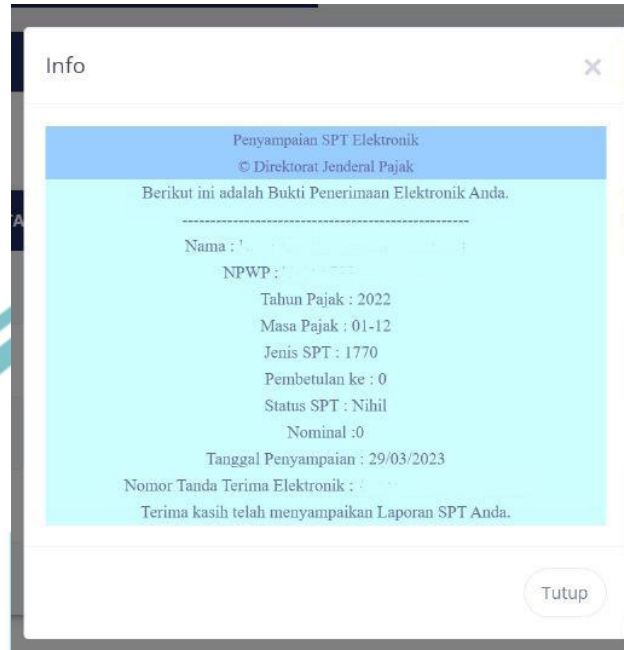 Info
×
Penyampaian SPT Elektronik
© Direktorat Jenderal Pajak
Berikut ini adalah Bukti Penerimaan Elektronik Anda.
--------------------------------------------------
Nama :
NPWP :
Tahun Pajak : 2022
Masa Pajak : 01-12
Jenis SPT : 1770
Pembetulan ke : 0
Status SPT : Nihil
Nominal :0
Tanggal Penyampaian : 29/03/2023
Nomor Tanda Terima Elektronik :
Terima kasih telah menyampaikan Laporan SPT Anda.
Tutup